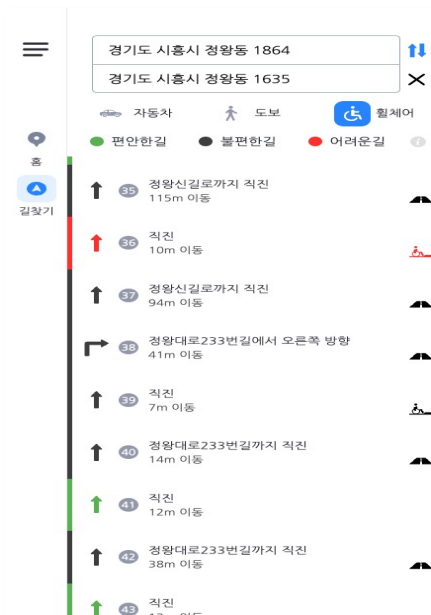 경기도 시흥시 정왕동 1864
경기도 시흥시 정왕동 1635
자동차 도보 휠체어
편안한길 불편한길 어려운길
홈
길찾기
35 정왕신길로까지 직진
115m 이동
36 직진
10m 이동
37 정왕신길로까지 직진
94m 이동
38 정왕대로233번길에서 오른쪽 방향
41m 이동
39 직진
7m 이동
40 정왕대로233번길까지 직진
14m 이동
41 직진
12m 이동
42 정왕대로233번길까지 직진
38m 이동
43 직진